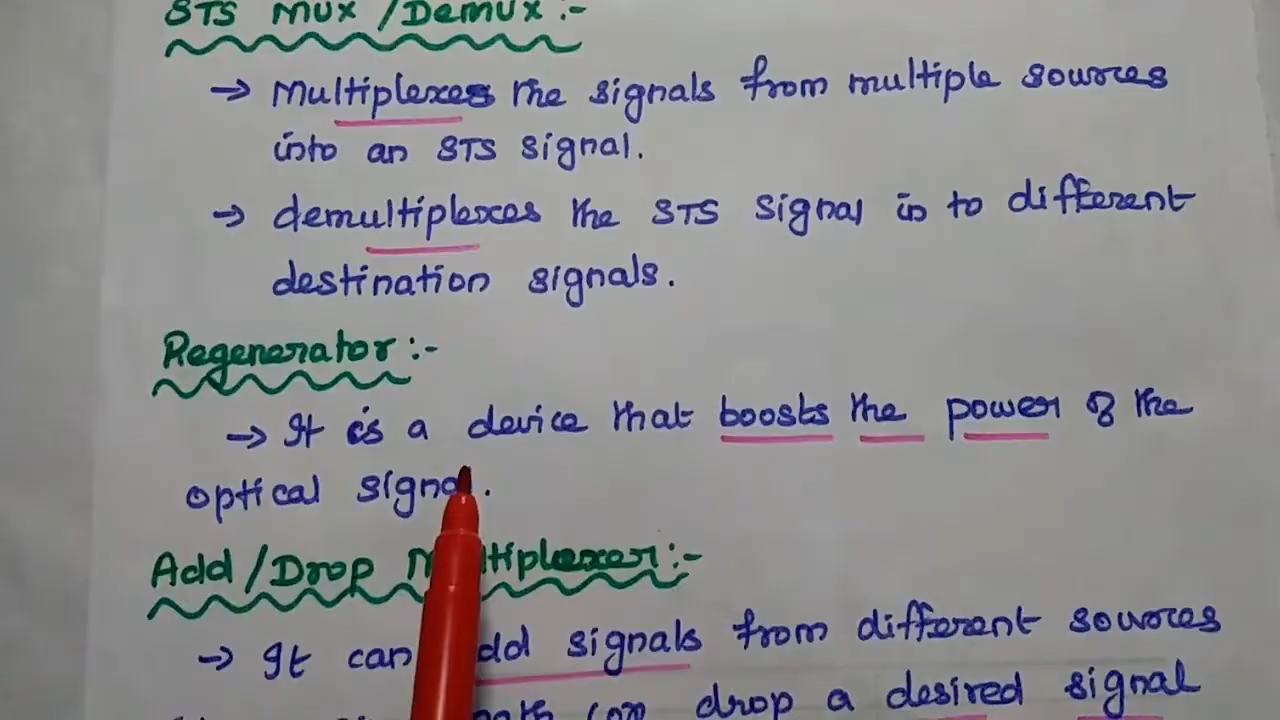 STS Mux /Demux :-
→ Multiplexes the signals from multiple sources
into an STS signal.
→ demultiplexes the STS signal in to different
destination signals.
Regenerator :-
→ It is a device that boosts the power of the
optical signal.
Add /Drop Multiplexer :-
→ It can add signals from different sources
can drop a desired signal